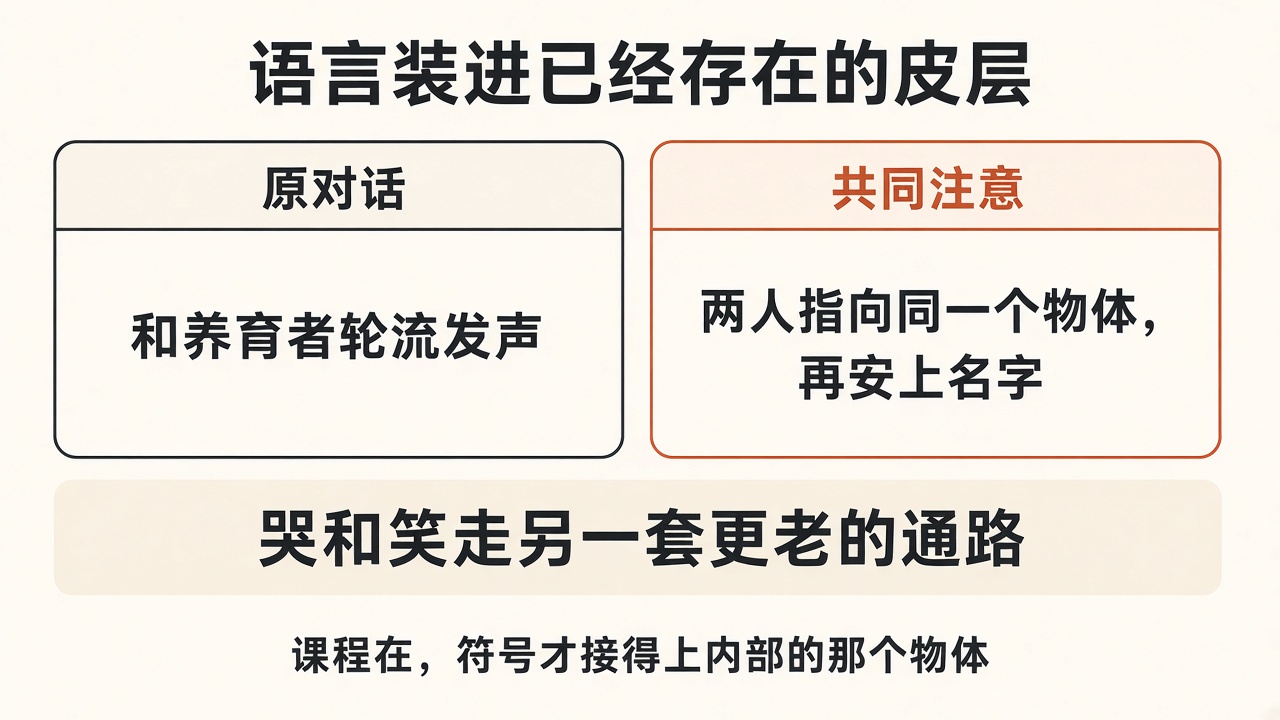 语言装进已经存在的皮层
原对话
和养育者轮流发声
共同注意
两人指向同一个物体，
再安上名字
哭和笑走另一套更老的通路
课程在，符号才接得上内部的那个物体